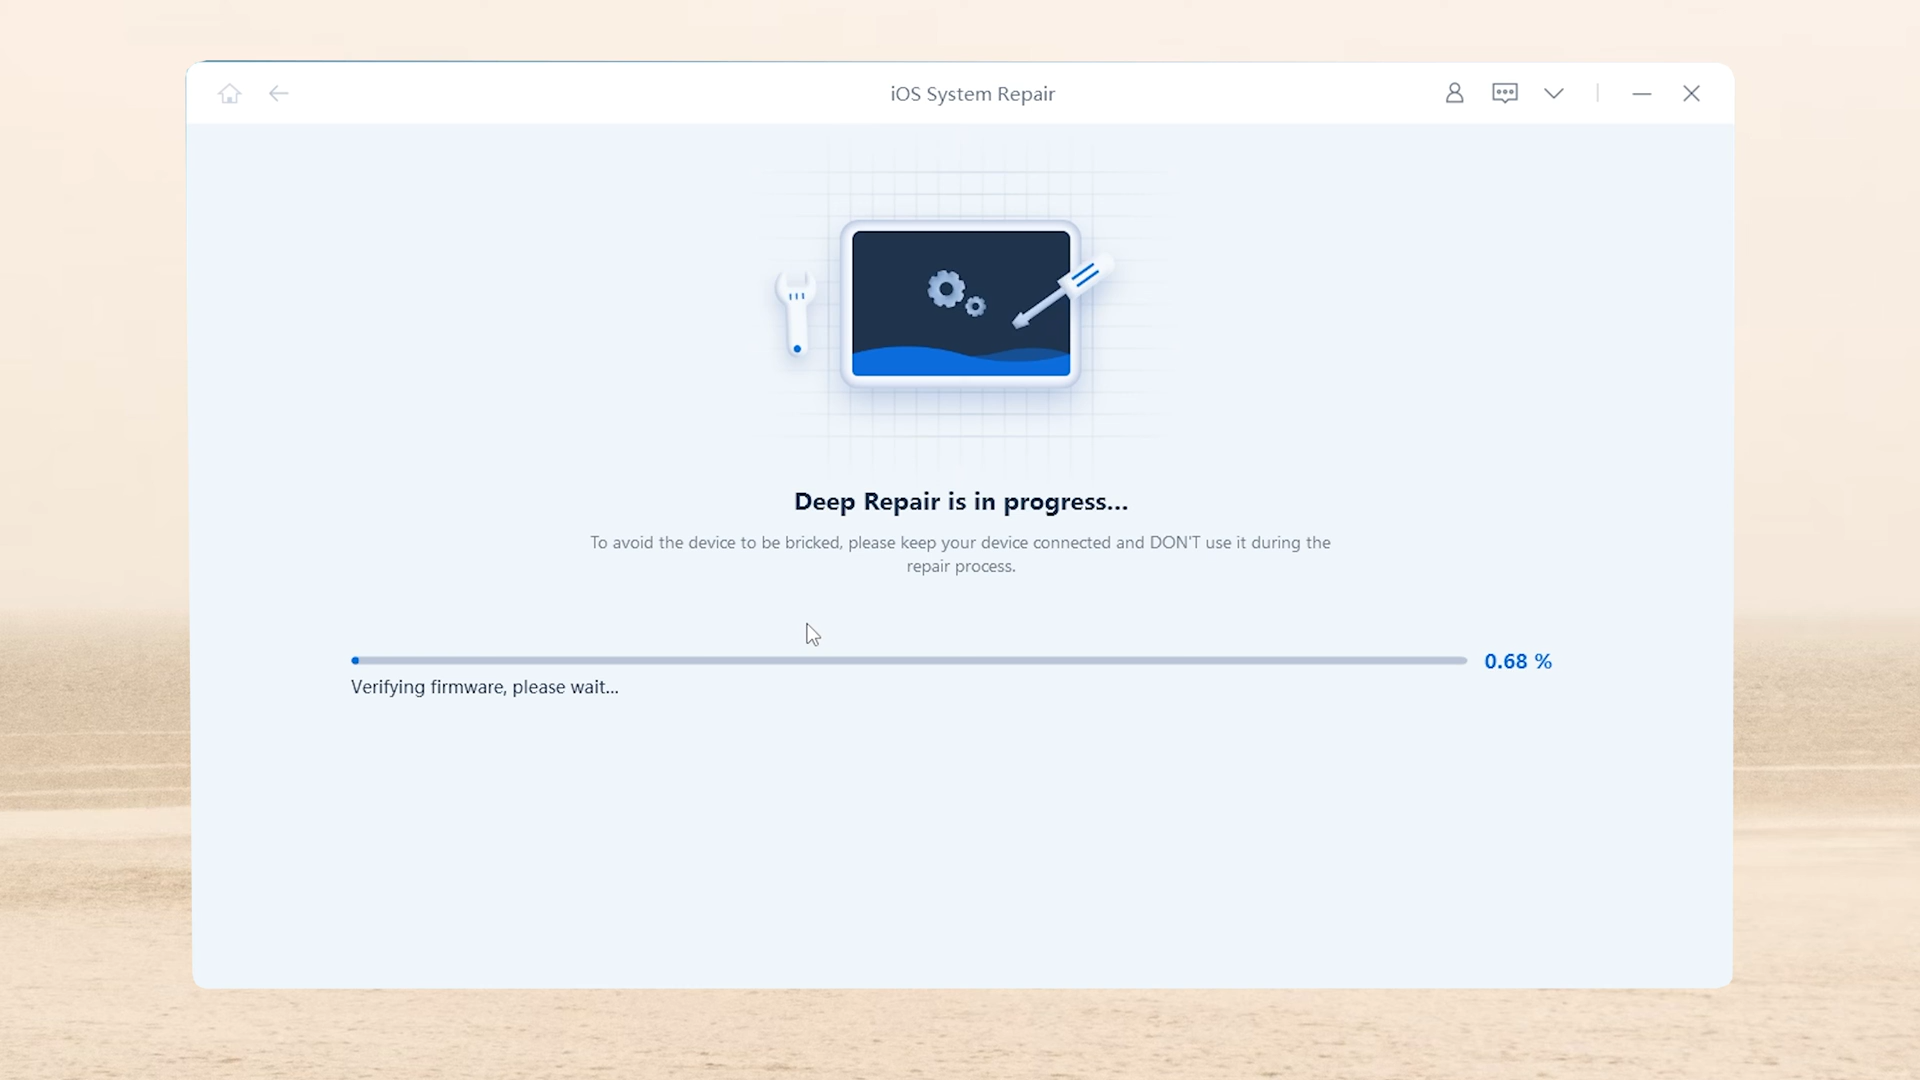 iOS System Repair
Deep Repair is in progress...
To avoid the device to be bricked, please keep your device connected and DON'T use it during the
repair process.
0.68 %
Verifying firmware, please wait...